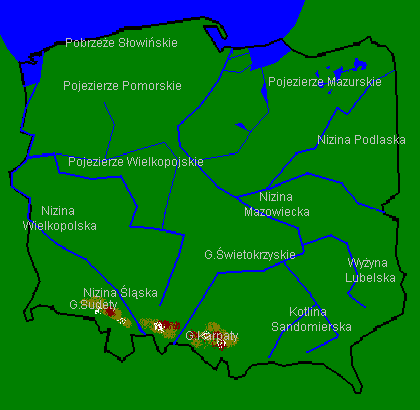 Pobrzeże Słowińskie
Pojezierze Pomorskie
Pojezierze Mazurskie
Nizina Podlaska
Pojezierze Wielkopojskie
Nizina
Mazowiecka
Nizina
Wielkopolska
G.Świetokrzyskie
Wyżyna
Lubelska
Nizina Śląska
G.Sudety
Kotlina
Sandomierska
G.Karpaty